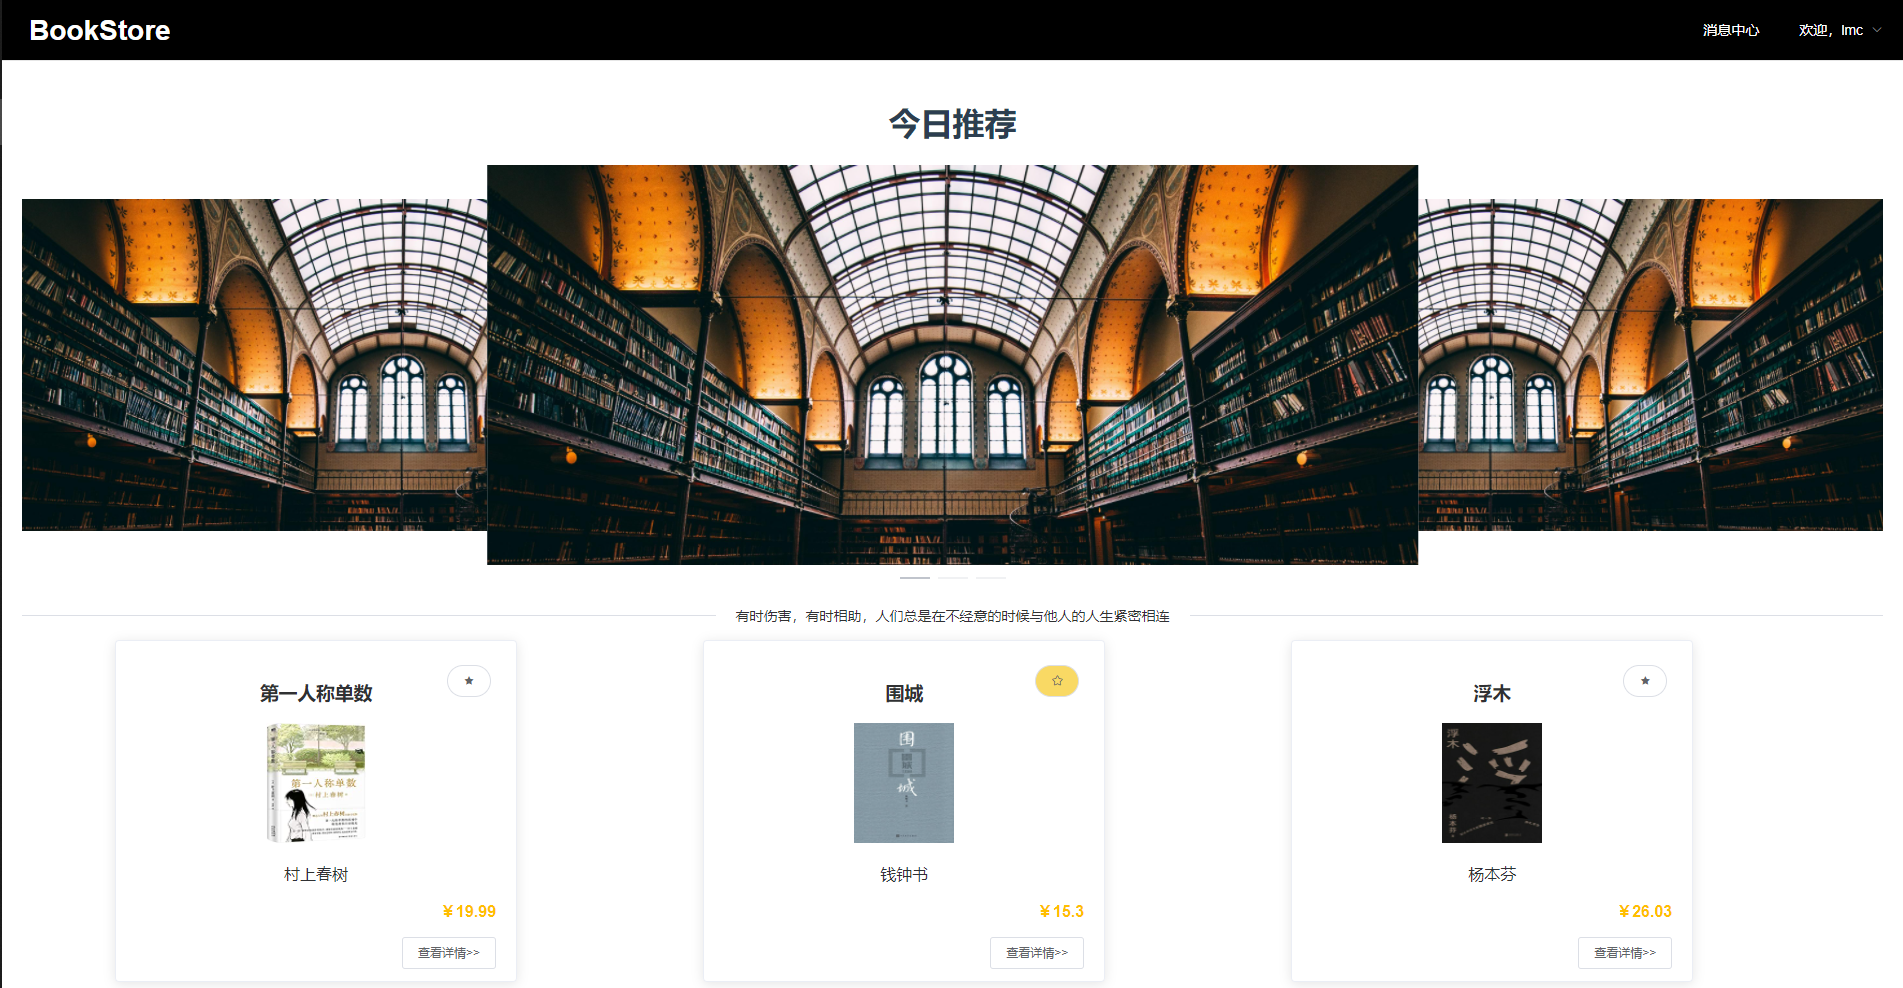 BookStore
消息中心
欢迎，lmc
今日推荐
有时伤害，有时相助，人们总是在不经意的时候与他人的人生紧密相连
第一人称单数
第一人称单数
村上春树
村上春树
￥19.99
查看详情>>
围城
围
城
钱钟书
￥15.3
查看详情>>
浮木
浮木
杨本芬
杨本芬
￥26.03
查看详情>>